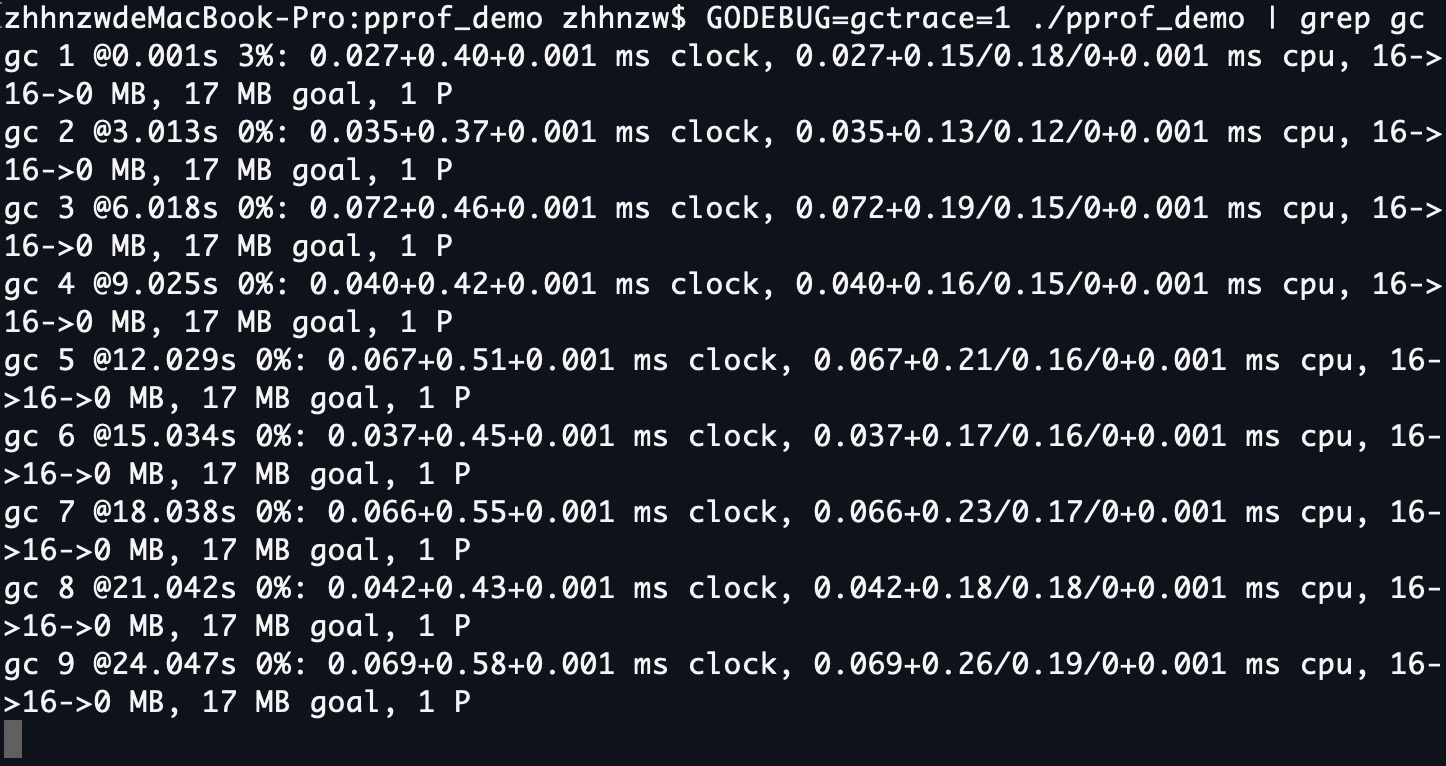 zhhnzwdeMacBook-Pro:pprof_demo zhhnzw$ GODEBUG=gctrace=1 ./pprof_demo | grep gc
gc 1 @0.001s 3%: 0.027+0.40+0.001 ms clock, 0.027+0.15/0.18/0+0.001 ms cpu, 16->
16->0 MB, 17 MB goal, 1 P
gc 2 @3.013s 0%: 0.035+0.37+0.001 ms clock, 0.035+0.13/0.12/0+0.001 ms cpu, 16->
16->0 MB, 17 MB goal, 1 P
gc 3 @6.018s 0%: 0.072+0.46+0.001 ms clock, 0.072+0.19/0.15/0+0.001 ms cpu, 16->
16->0 MB, 17 MB goal, 1 P
gc 4 @9.025s 0%: 0.040+0.42+0.001 ms clock, 0.040+0.16/0.15/0+0.001 ms cpu, 16->
16->0 MB, 17 MB goal, 1 P
gc 5 @12.029s 0%: 0.067+0.51+0.001 ms clock, 0.067+0.21/0.16/0+0.001 ms cpu, 16-
>16->0 MB, 17 MB goal, 1 P
gc 6 @15.034s 0%: 0.037+0.45+0.001 ms clock, 0.037+0.17/0.16/0+0.001 ms cpu, 16-
>16->0 MB, 17 MB goal, 1 P
gc 7 @18.038s 0%: 0.066+0.55+0.001 ms clock, 0.066+0.23/0.17/0+0.001 ms cpu, 16-
>16->0 MB, 17 MB goal, 1 P
gc 8 @21.042s 0%: 0.042+0.43+0.001 ms clock, 0.042+0.18/0.18/0+0.001 ms cpu, 16-
>16->0 MB, 17 MB goal, 1 P
gc 9 @24.047s 0%: 0.069+0.58+0.001 ms clock, 0.069+0.26/0.19/0+0.001 ms cpu, 16-
>16->0 MB, 17 MB goal, 1 P